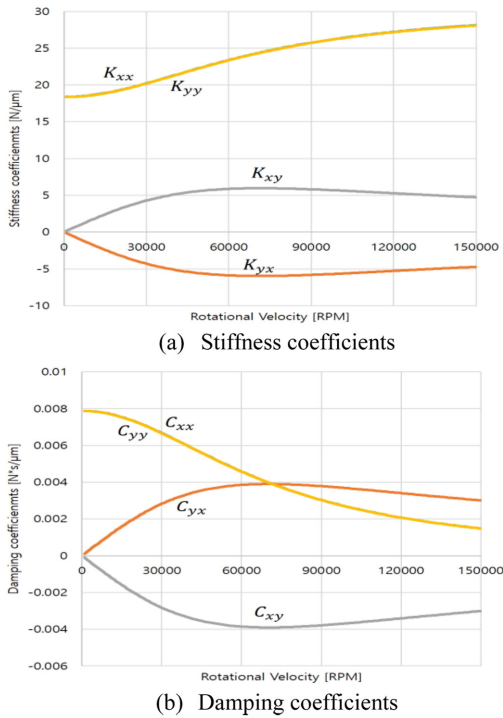 30
25
20
15
10
5
0
-5
-10
Stiffness coefficienmts [N/μm]
K_xx
K_yy
K_xy
K_yx
0 30000 60000 90000 120000 150000
Rotational Velocity [RPM]
(a) Stiffness coefficients
0.01
0.008
0.006
0.004
0.002
0
-0.002
-0.004
-0.006
Damping coefficienmts [N*s/μm]
C_xx
C_yy
C_yx
C_xy
0 30000 60000 90000 120000 150000
Rotational Velocity [RPM]
(b) Damping coefficients